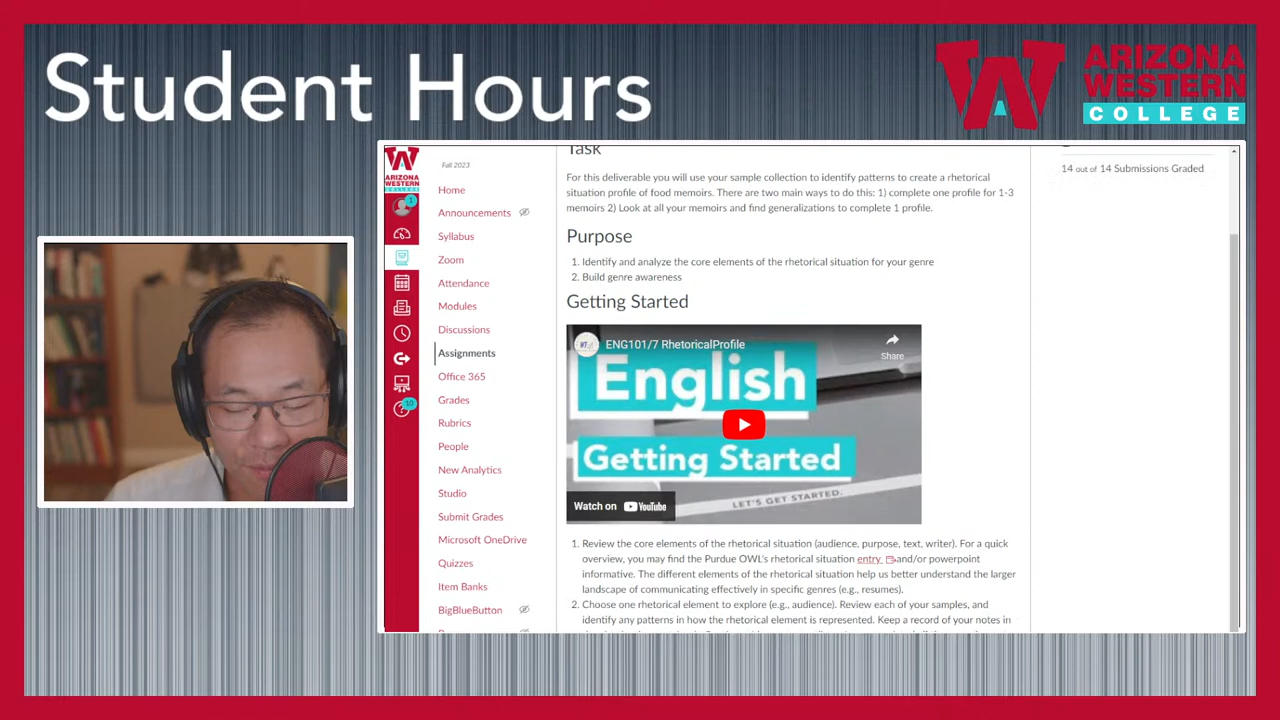 Student Hours
ARIZONA
WESTERN
COLLEGE
ARIZONA
WESTERN
COLLEGE
1
10
Fall 2023
Home
Announcements
Syllabus
Zoom
Attendance
Modules
Discussions
Assignments
Office 365
Grades
Rubrics
People
New Analytics
Studio
Submit Grades
Microsoft OneDrive
Quizzes
Item Banks
BigBlueButton
Task
For this deliverable you will use your sample collection to identify patterns to create a rhetorical
situation profile of food memoirs. There are two main ways to do this: 1) complete one profile for 1-3
memoirs 2) Look at all your memoirs and find generalizations to complete 1 profile.
Purpose
1. Identify and analyze the core elements of the rhetorical situation for your genre
2. Build genre awareness
Getting Started
ENG101/7 RhetoricalProfile
Share
English
Getting Started
LET'S GET STARTED.
Watch on YouTube
1. Review the core elements of the rhetorical situation (audience, purpose, text, writer). For a quick
overview, you may find the Purdue OWL's rhetorical situation entry and/or powerpoint
informative. The different elements of the rhetorical situation help us better understand the larger
landscape of communicating effectively in specific genres (e.g., resumes).
2. Choose one rhetorical element to explore (e.g., audience). Review each of your samples, and
identify any patterns in how the rhetorical element is represented. Keep a record of your notes in
14 out of 14 Submissions Graded